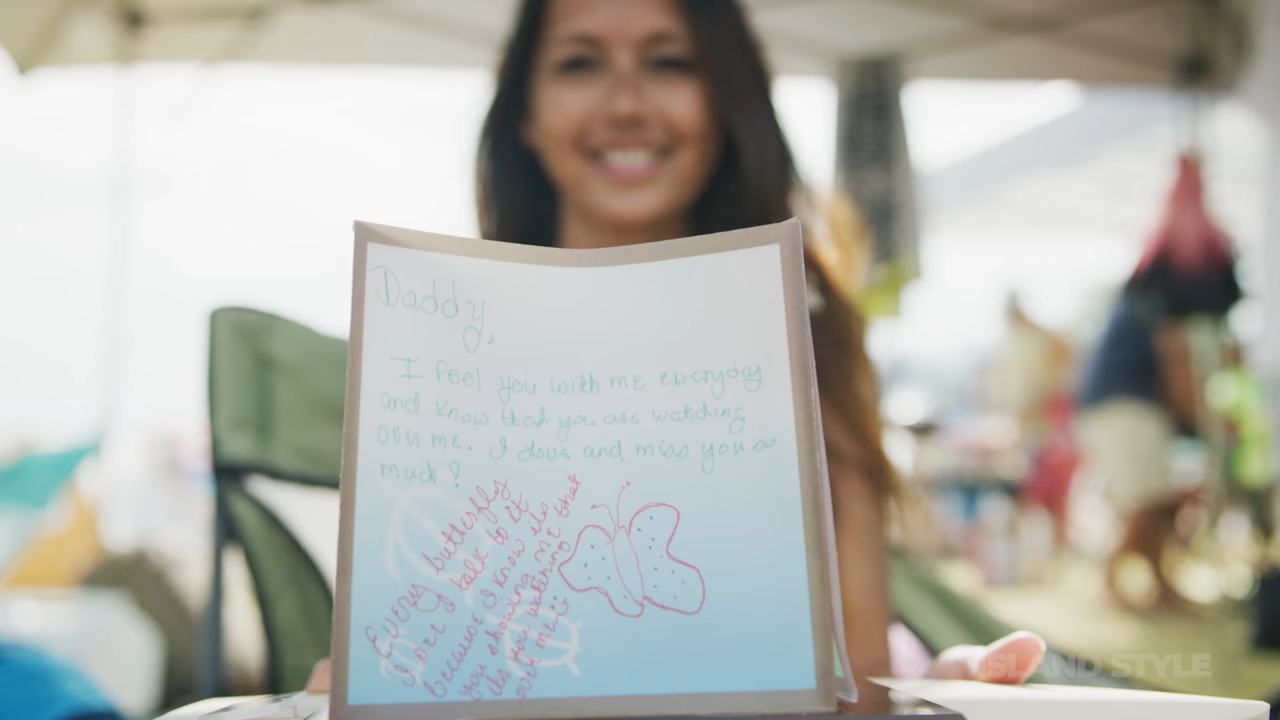 Daddy,
I feel you with me everyday
and know that you are watching
over me. I love and miss you so
much!
Every butterfly
I see I talk to it
because I know its
you showing me that
its you watching
over me!
ISLAND STYLE